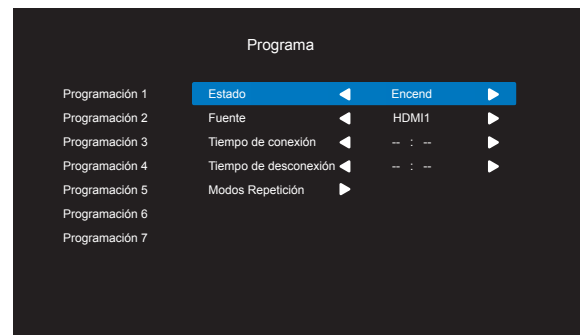 Programa
Programación 1 Estado Encend
Programación 2 Fuente HDMI1
Programación 3 Tiempo de conexión -- : --
Programación 4 Tiempo de desconexión -- : --
Programación 5 Modos Repetición
Programación 6
Programación 7